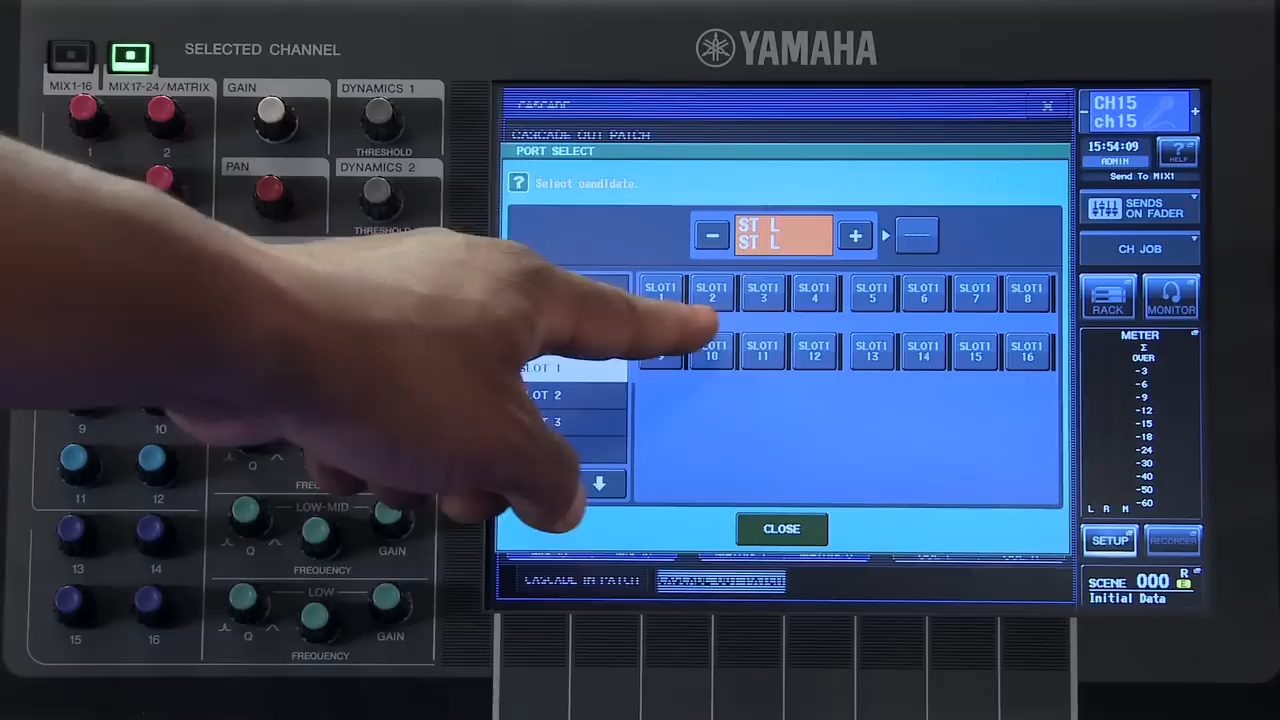 SELECTED CHANNEL
YAMAHA
MIX1-16
MIX17-24/MATRIX
GAIN
DYNAMICS 1
1
2
THRESHOLD
PAN
DYNAMICS 2
THRESHOLD
9
10
11
12
Q
LOW-MID
Q
GAIN
FREQUENCY
13
14
LOW
Q
GAIN
15
16
FREQUENCY
CASCADE OUT PATCH
PORT SELECT
? Select candidate.
- ST L +
ST L
SLOT1 1
SLOT1 2
SLOT1 3
SLOT1 4
SLOT1 5
SLOT1 6
SLOT1 7
SLOT1 8
SLOT1 10
SLOT1 11
SLOT1 12
SLOT1 13
SLOT1 14
SLOT1 15
SLOT1 16
SLOT 1
CLOSE
CASCADE IN PATCH
CASCADE OUT PATCH
- CH15 +
ch15
15:54:09
ADMIN
? HELP
Send To MIX1
SENDS
ON FADER
CH JOB
RACK
MONITOR
METER
Σ
OVER
-3
-6
-9
-12
-15
-18
-24
-30
-40
-50
-60
L R M
SETUP
RECORDER
SCENE 000 R
E
Initial Data